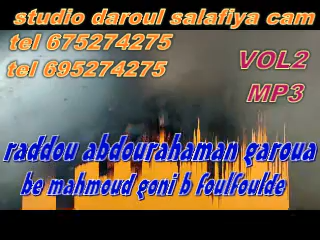 studio daroul salafiya cam
tel 675274275
tel 695274275
VOL2
MP3
raddou abdourahaman garoua
be mahmoud goni b foulfoulde